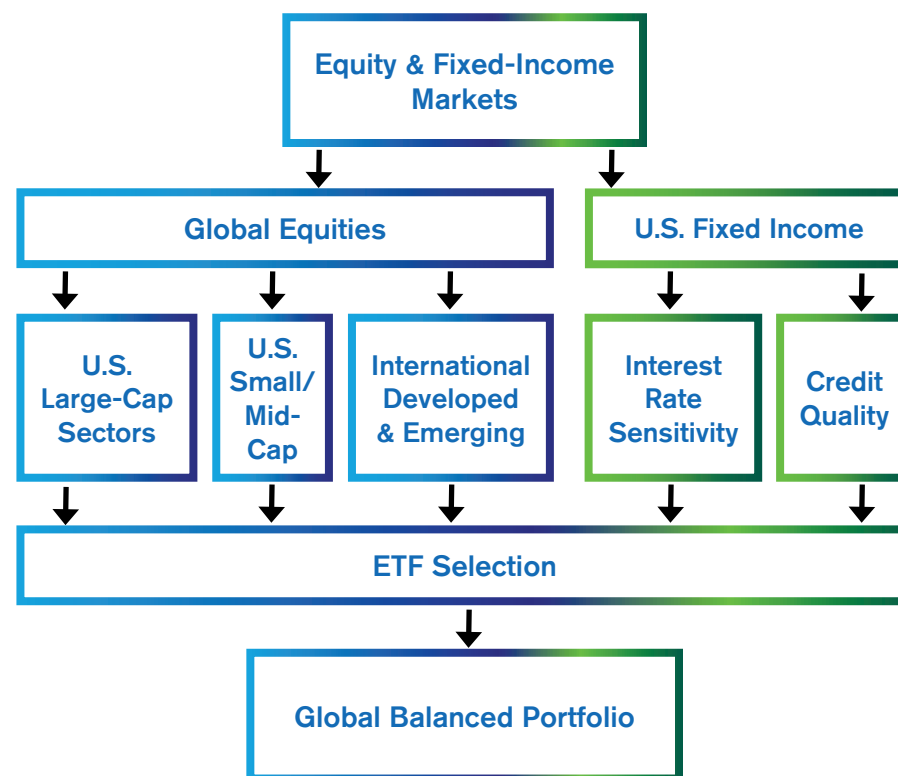 Equity & Fixed-Income
Markets
Global Equities
U.S. Fixed Income
U.S.
Large-Cap
Sectors
U.S.
Small/
Mid-
Cap
International
Developed
& Emerging
Interest
Rate
Sensitivity
Credit
Quality
ETF Selection
Global Balanced Portfolio